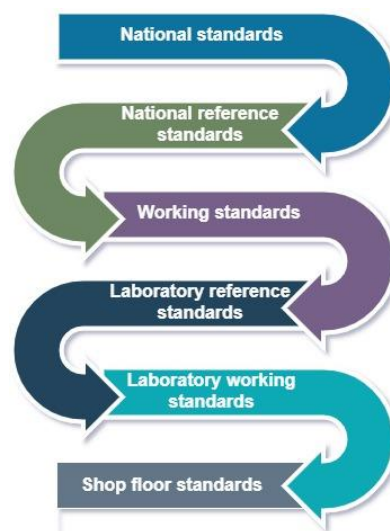 National standards
National reference
standards
Working standards
Laboratory reference
standards
Laboratory working
standards
Shop floor standards